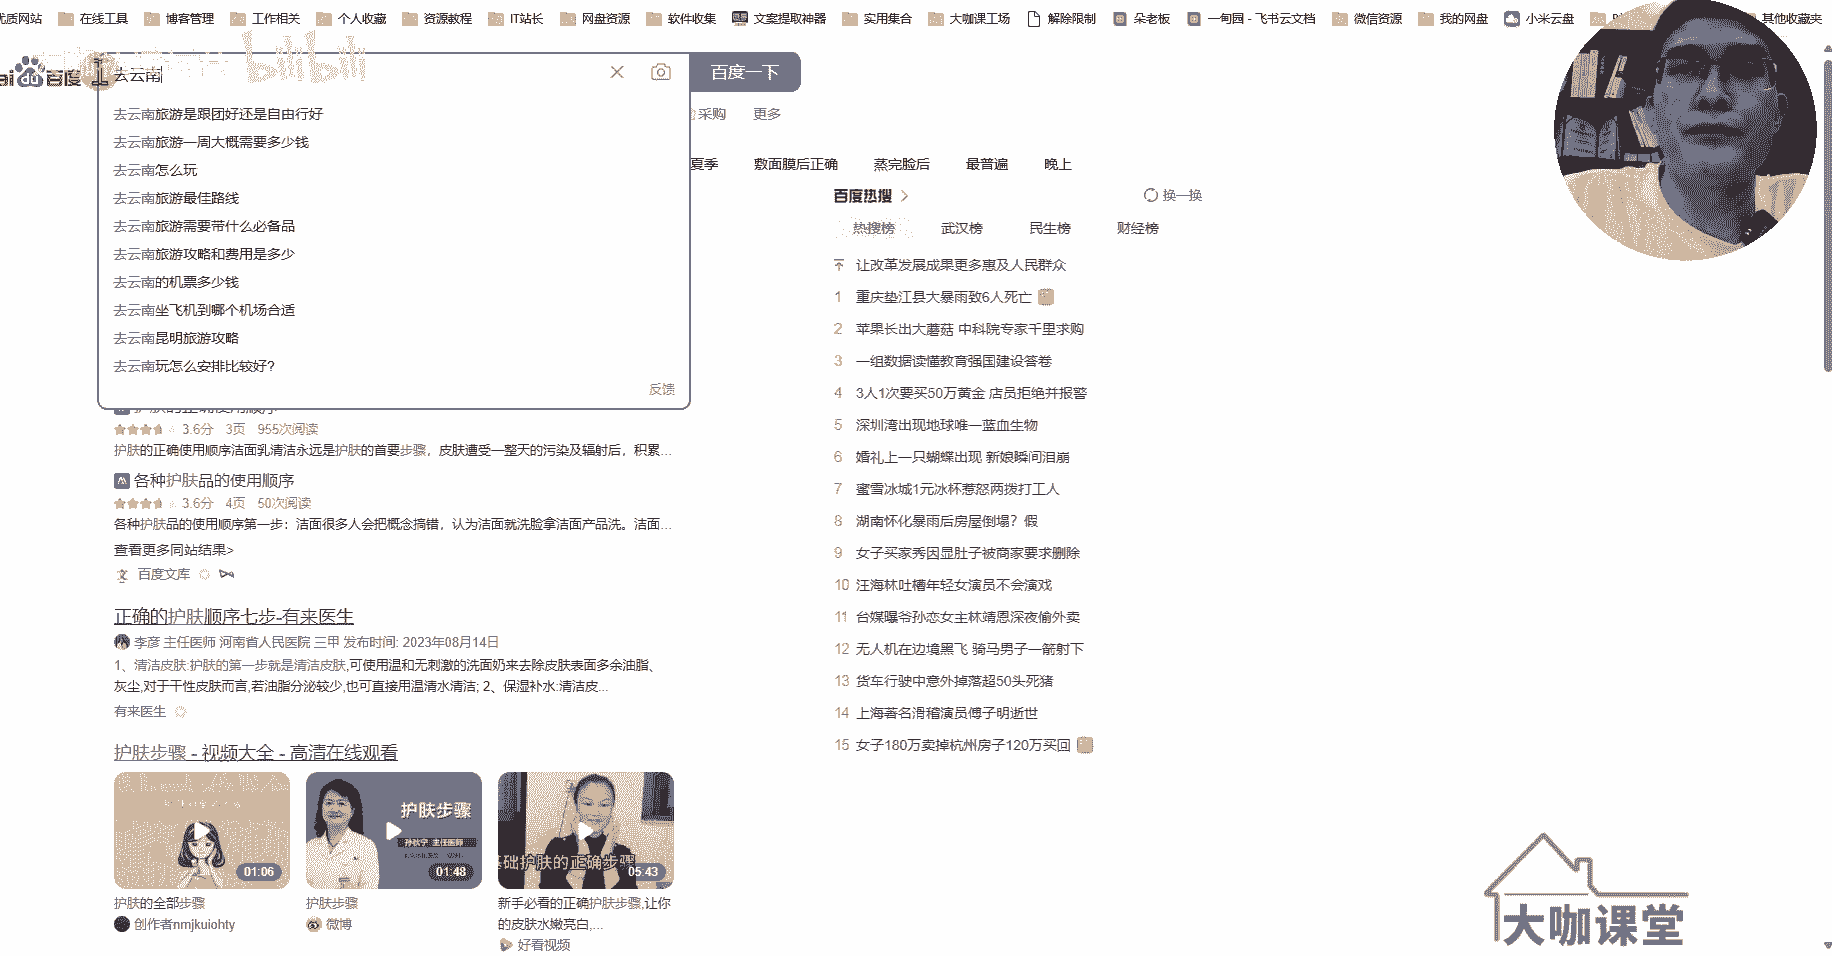 优质网站 在线工具 博客管理 工作相关 个人收藏 资源教程 IT站长 网盘资源 软件收集 文案提取神器 实用集合 大咖课工场 解除限制 朵老板 一甸园 - 飞书云文档 微信资源 我的网盘 小米云盘 其他收藏夹
bilibili
Bai du 百度 去云南 百度一下
去云南旅游是跟团好还是自由行好
去云南旅游一周大概需要多少钱
去云南怎么玩
去云南旅游最佳路线
去云南旅游需要带什么必备品
去云南旅游攻略和费用是多少
去云南的机票多少钱
去云南坐飞机到哪个机场合适
去云南昆明旅游攻略
去云南玩怎么安排比较好?
反馈
采购 更多
夏季 敷面膜后正确 蒸完脸后 最普遍 晚上
护肤的正确使用顺序
3.6分 3页 955次阅读
护肤的正确使用顺序洁面乳清洁永远是护肤的首要步骤，皮肤遭受一整天的污染及辐射后，积累...
各种护肤品的使用顺序
3.6分 4页 50次阅读
各种护肤品的使用顺序第一步：洁面很多人会把概念搞错，认为洁面就洗脸拿洁面产品洗。洁面...
查看更多同站结果>
百度文库
正确的护肤顺序七步-有来医生
李彦 主任医师 河南省人民医院 三甲 发布时间: 2023年08月14日
1、清洁皮肤:护肤的第一步就是清洁皮肤,可使用温和无刺激的洗面奶来去除皮肤表面多余油脂、
灰尘,对于干性皮肤而言,若油脂分泌较少,也可直接用温清水清洁; 2、保湿补水:清洁皮...
有来医生
护肤步骤 - 视频大全 - 高清在线观看
01:06
护肤步骤
主任医师
01:48
基础护肤的正确步骤
05:43
护肤的全部步骤
创作者nmjkuiohty
护肤步骤
微博
新手必看的正确护肤步骤,让你
的皮肤水嫩亮白,...
好看视频
百度热搜 换一换
热搜榜 武汉榜 民生榜 财经榜
让改革发展成果更多惠及人民群众
1 重庆垫江县大暴雨致6人死亡
2 苹果长出大蘑菇 中科院专家千里求购
3 一组数据读懂教育强国建设答卷
4 3人1次要买50万黄金 店员拒绝并报警
5 深圳湾出现地球唯一蓝血生物
6 婚礼上一只蝴蝶出现 新娘瞬间泪崩
7 蜜雪冰城1元冰杯惹怒两拨打工人
8 湖南怀化暴雨后房屋倒塌？假
9 女子买家秀因显肚子被商家要求删除
10 汪海林吐槽年轻女演员不会演戏
11 台媒曝爷孙恋女主林靖恩深夜偷外卖
12 无人机在边境黑飞 骑马男子一箭射下
13 货车行驶中意外掉落超50头死猪
14 上海著名滑稽演员傅子明逝世
15 女子180万卖掉杭州房子120万买回
大咖课堂